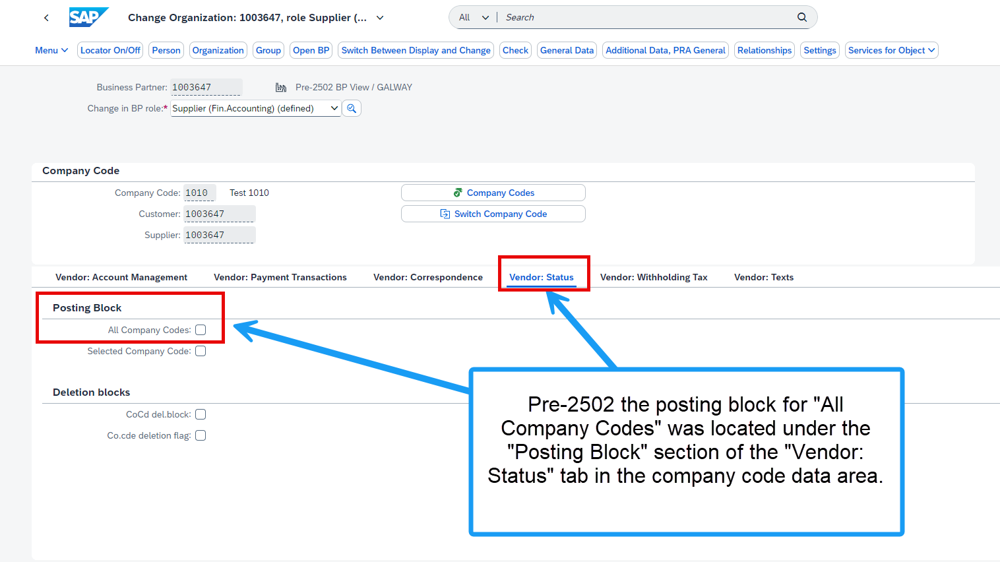 SAP Change Organization: 1003647, role Supplier (... All Search
Menu Locator On/Off Person Organization Group Open BP Switch Between Display and Change Check General Data Additional Data, PRA General Relationships Settings Services for Object
Business Partner: 1003647 Pre-2502 BP View / GALWAY
Change in BP role:* Supplier (Fin.Accounting) (defined)
Company Code
Company Code: 1010 Test 1010 Company Codes
Customer: 1003647 Switch Company Code
Supplier: 1003647
Vendor: Account Management Vendor: Payment Transactions Vendor: Correspondence Vendor: Status Vendor: Withholding Tax Vendor: Texts
Posting Block
All Company Codes:
Selected Company Code:
Deletion blocks
CoCd del.block:
Co.cde deletion flag:
Pre-2502 the posting block for "All
Company Codes" was located under the
"Posting Block" section of the "Vendor:
Status" tab in the company code data area.